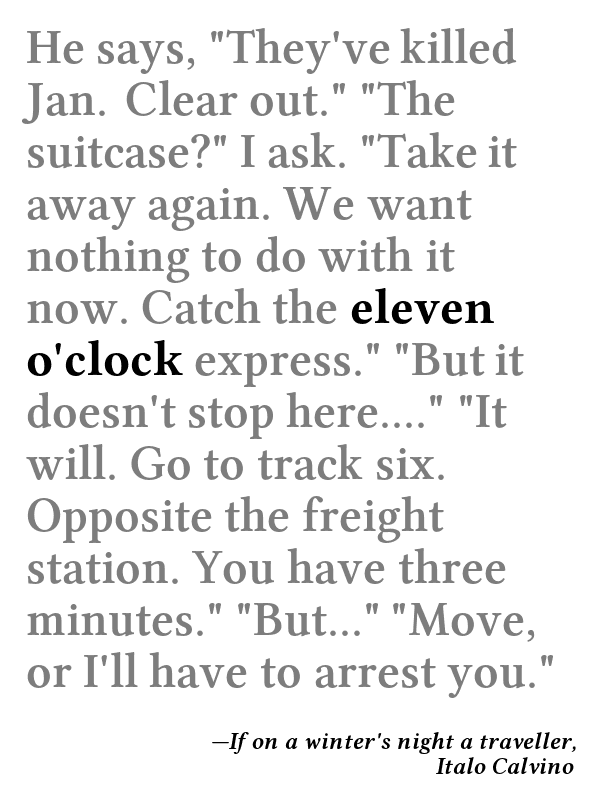 He says, "They've killed
Jan. Clear out." "The
suitcase?" I ask. "Take it
away again. We want
nothing to do with it
now. Catch the eleven
o'clock express." "But it
doesn't stop here...." "It
will. Go to track six.
Opposite the freight
station. You have three
minutes." "But..." "Move,
or I'll have to arrest you."
—If on a winter's night a traveller,
Italo Calvino